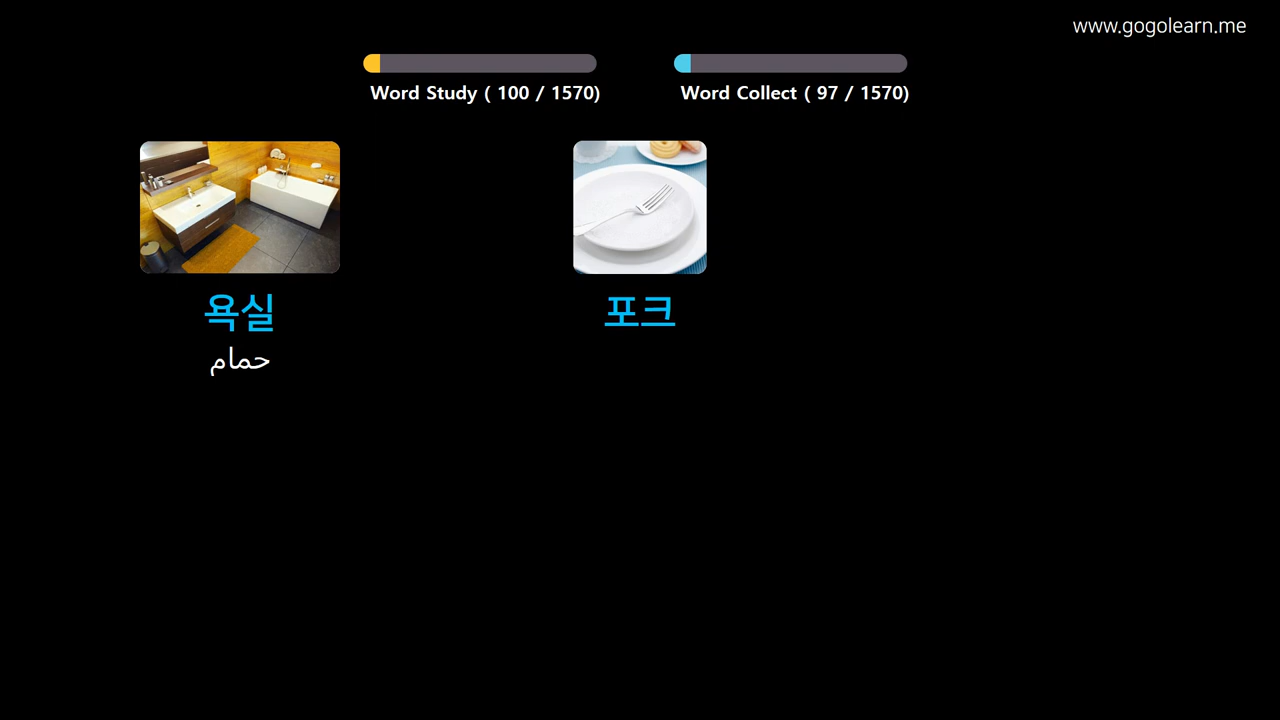 www.gogolearn.me
Word Study ( 100 / 1570)
Word Collect ( 97 / 1570)
욕실
حمام
포크